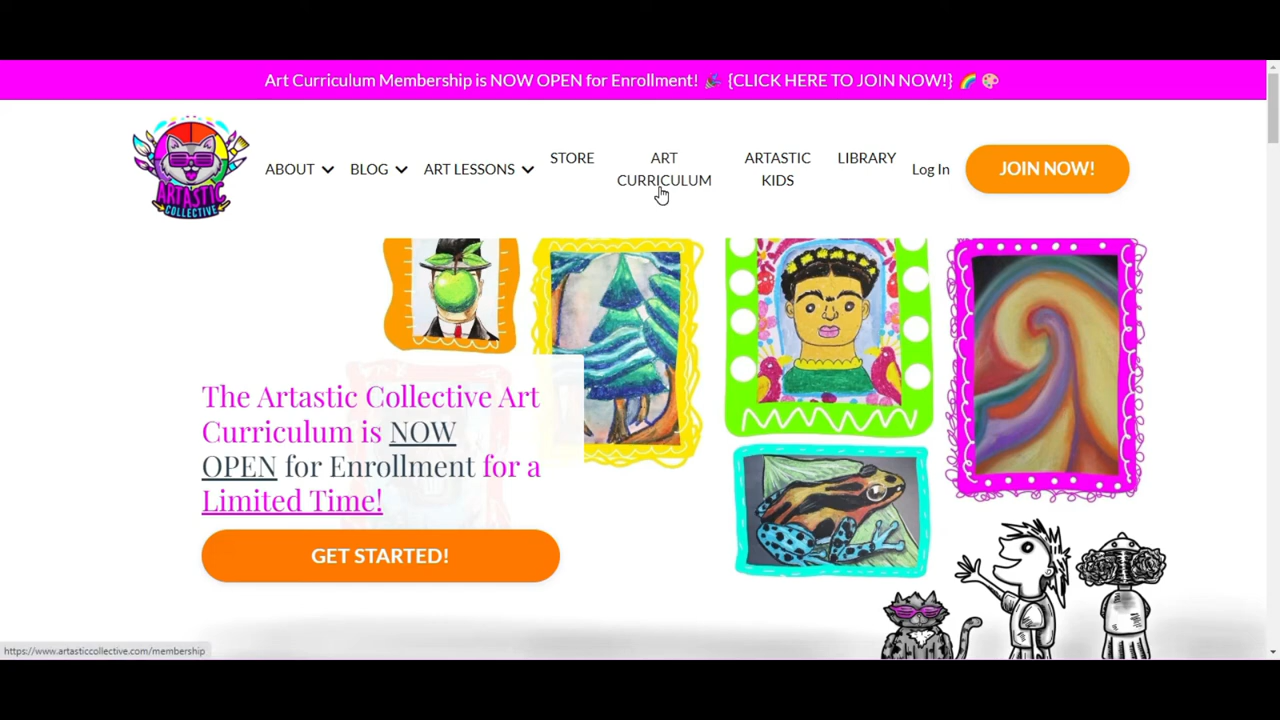 Art Curriculum Membership is NOW OPEN for Enrollment! 🎉 {CLICK HERE TO JOIN NOW!} 🌈 🎨
ARTASTIC
COLLECTIVE
ABOUT
BLOG
ART LESSONS
STORE
ART
CURRICULUM
ARTASTIC
KIDS
LIBRARY
Log In
JOIN NOW!
The Artastic Collective Art
Curriculum is NOW
OPEN for Enrollment for a
Limited Time!
GET STARTED!
https://www.artasticcollective.com/membership